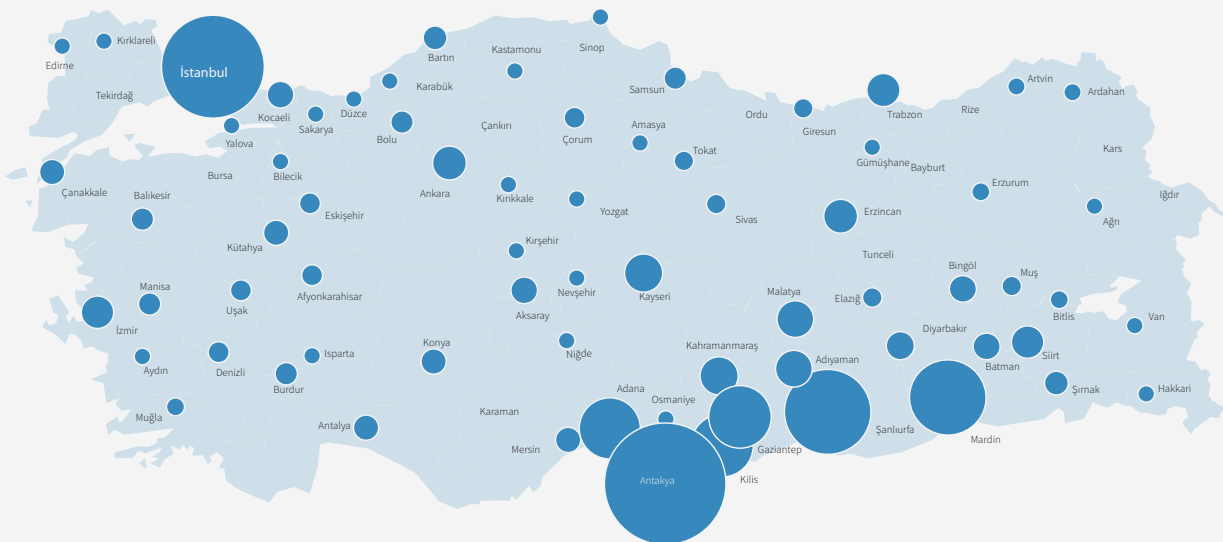 Kırklareli
Edirne
İstanbul
Tekirdağ
Kocaeli
Sakarya
Düzce
Yalova
Bartın
Karabük
Kastamonu
Sinop
Samsun
Bolu
Çankırı
Çorum
Amasya
Tokat
Ordu
Giresun
Trabzon
Rize
Artvin
Ardahan
Kars
Gümüşhane
Bayburt
Iğdır
Çanakkale
Balıkesir
Bursa
Bilecik
Eskişehir
Kütahya
Ankara
Kırıkkale
Yozgat
Sivas
Erzincan
Erzurum
Ağrı
Kırşehir
Tunceli
Manisa
Uşak
Afyonkarahisar
Aksaray
Nevşehir
Kayseri
Malatya
Elazığ
Bingöl
Muş
Bitlis
Van
İzmir
Aydın
Denizli
Isparta
Burdur
Konya
Niğde
Kahramanmaraş
Adıyaman
Diyarbakır
Batman
Siirt
Şırnak
Hakkari
Muğla
Antalya
Karaman
Mersin
Adana
Osmaniye
Gaziantep
Şanlıurfa
Mardin
Kilis
Antakya